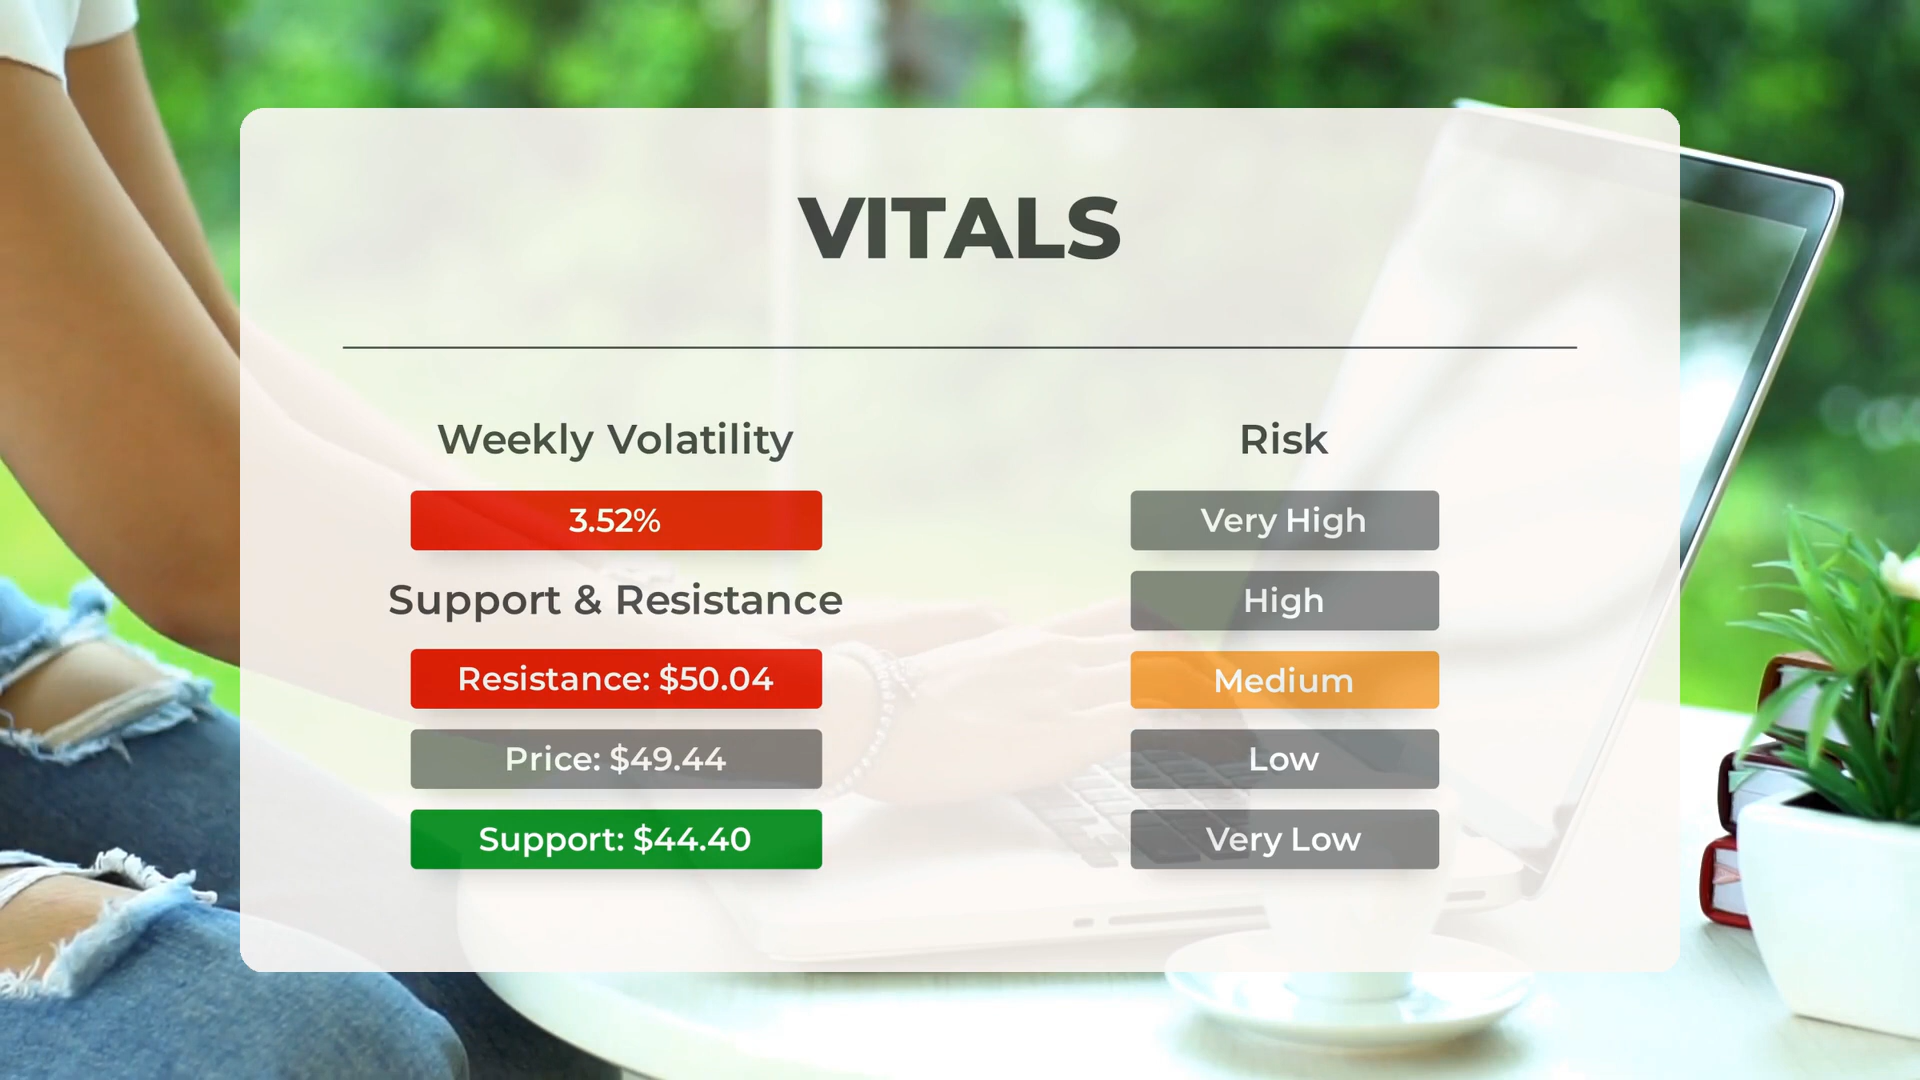 VITALS
Weekly Volatility
3.52%
Support & Resistance
Resistance: $50.04
Price: $49.44
Support: $44.40
Risk
Very High
High
Medium
Low
Very Low